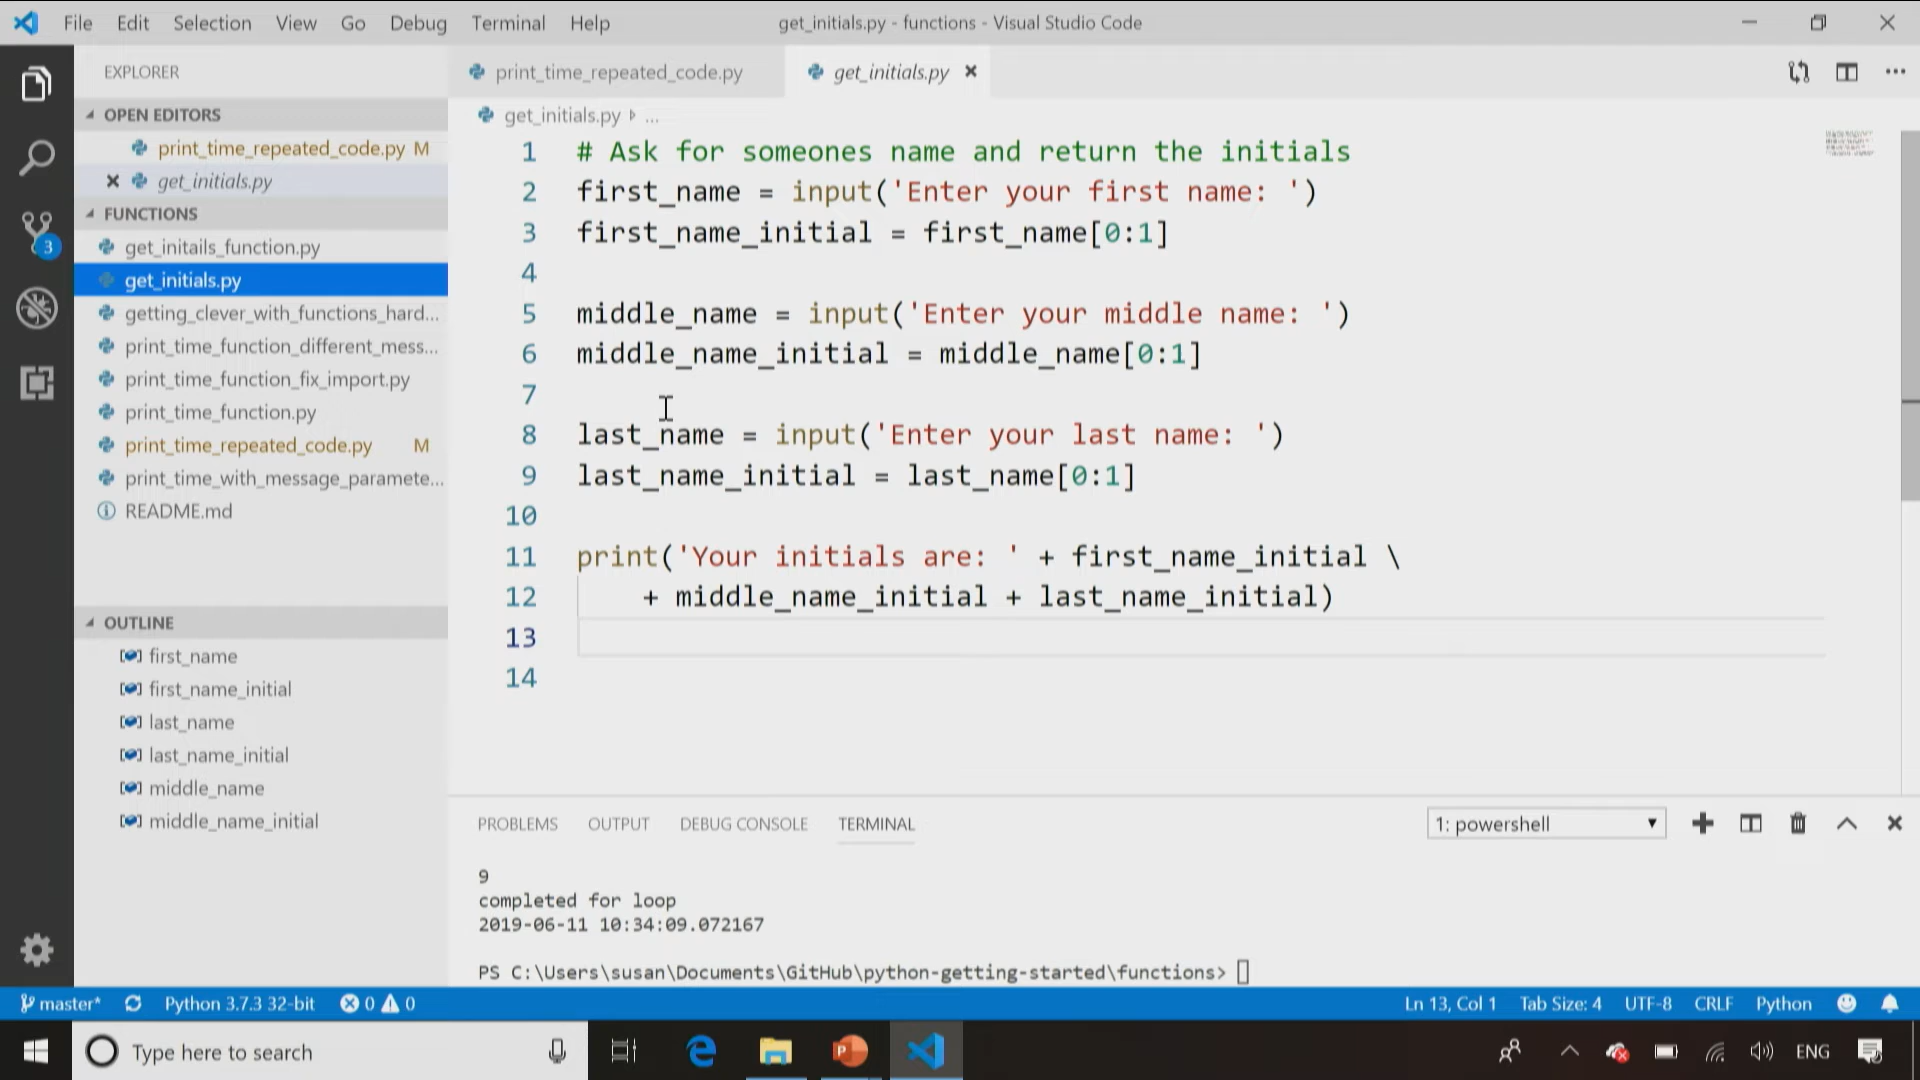 File Edit Selection View Go Debug Terminal Help
get_initials.py - functions - Visual Studio Code
EXPLORER
OPEN EDITORS
print_time_repeated_code.py M
get_initials.py
FUNCTIONS
get_initails_function.py
get_initials.py
getting_clever_with_functions_hard...
print_time_function_different_mess...
print_time_function_fix_import.py
print_time_function.py
print_time_repeated_code.py M
print_time_with_message_paramete...
README.md
OUTLINE
first_name
first_name_initial
last_name
last_name_initial
middle_name
middle_name_initial
3
print_time_repeated_code.py
get_initials.py
get_initials.py ...
1 # Ask for someones name and return the initials
2 first_name = input('Enter your first name: ')
3 first_name_initial = first_name[0:1]
4
5 middle_name = input('Enter your middle name: ')
6 middle_name_initial = middle_name[0:1]
7
8 last_name = input('Enter your last name: ')
9 last_name_initial = last_name[0:1]
10
11 print('Your initials are: ' + first_name_initial \
12 + middle_name_initial + last_name_initial)
13
14
PROBLEMS OUTPUT DEBUG CONSOLE TERMINAL
1: powershell
9
completed for loop
2019-06-11 10:34:09.072167
PS C:\Users\susan\Documents\GitHub\python-getting-started\functions>
master* Python 3.7.3 32-bit 0 0
Ln 13, Col 1 Tab Size: 4 UTF-8 CRLF Python
Type here to search
ENG